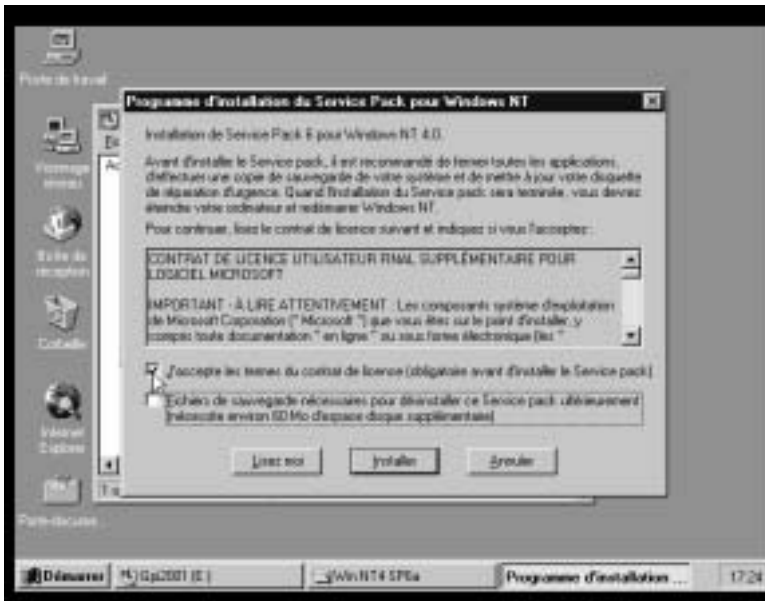 Poste de travail
Programme d'installation du Service Pack pour Windows NT
Installation de Service Pack 6 pour Windows NT 4.0.
Avant d'installer le Service pack, il est recommandé de fermer toutes les applications,
d'effectuer une copie de sauvegarde de votre système et de mettre à jour votre disquette
de réparation d'urgence. Quand l'installation du Service pack sera terminée, vous devrez
éteindre votre ordinateur et redémarrer Windows NT.
Pour continuer, lisez le contrat de licence suivant et indiquez si vous l'acceptez :
CONTRAT DE LICENCE UTILISATEUR FINAL SUPPLÉMENTAIRE POUR
LOGICIEL MICROSOFT
IMPORTANT - À LIRE ATTENTIVEMENT : Les composants système d'exploitation
de Microsoft Corporation (" Microsoft ") que vous êtes sur le point d'installer, y
compris toute documentation " en ligne " ou sous forme électronique (les "
J'accepte les termes du contrat de licence (obligatoire avant d'installer le Service pack)
Fichiers de sauvegarde nécessaires pour désinstaller ce Service pack ultérieurement
(nécessite environ 60 Mo d'espace disque supplémentaire)
Lisez moi
Installer
Annuler
Voisinage
réseau
Boîte de
réception
Corbeille
Internet
Explorer
Démarrer
Gpi2001 (E:)
WinNT4 SP6a
Programme d'installation ...
17:24